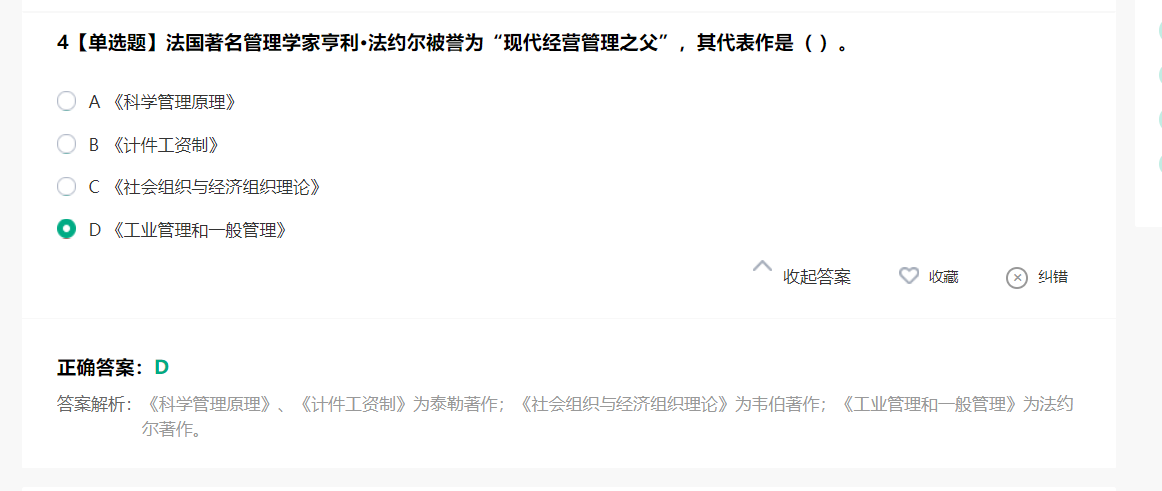 4【单选题】法国著名管理学家亨利•法约尔被誉为“现代经营管理之父”，其代表作是（ ）。
A 《科学管理原理》
B 《计件工资制》
C 《社会组织与经济组织理论》
D 《工业管理和一般管理》
收起答案 收藏 纠错
正确答案：D
答案解析：《科学管理原理》、《计件工资制》为泰勒著作；《社会组织与经济组织理论》为韦伯著作；《工业管理和一般管理》为法约
尔著作。